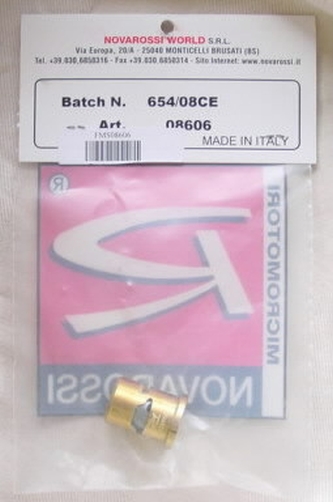 NOVAROSSI WORLD S.R.L.
Via Europa, 20/A - 25040 MONTICELLI BRUSATI (BS)
Tel. +39.030.6850316 - Fax +39.030.6850314 - Sito Internet: www.novarossi.it
Batch N. 654/08CE
Art. 08606
FMS08606
MADE IN ITALY
®
MICROMOTORI
NOVAROSSI